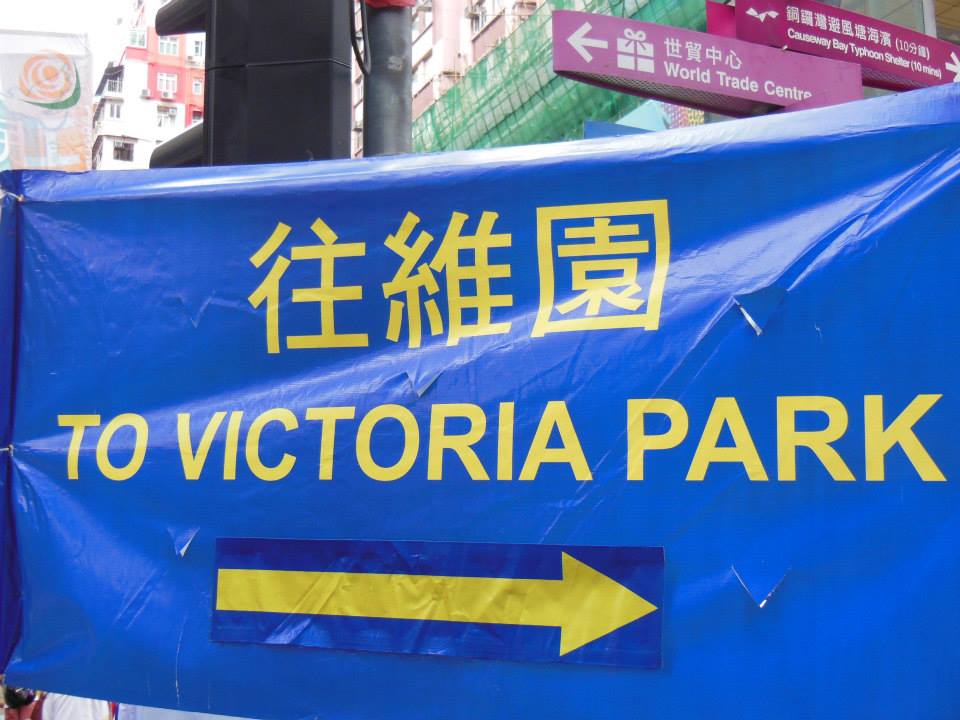 世貿中心
World Trade Centre
銅鑼灣避風塘海濱 (10分鐘)
Causeway Bay Typhoon Shelter (10 mins)
往維園
TO VICTORIA PARK